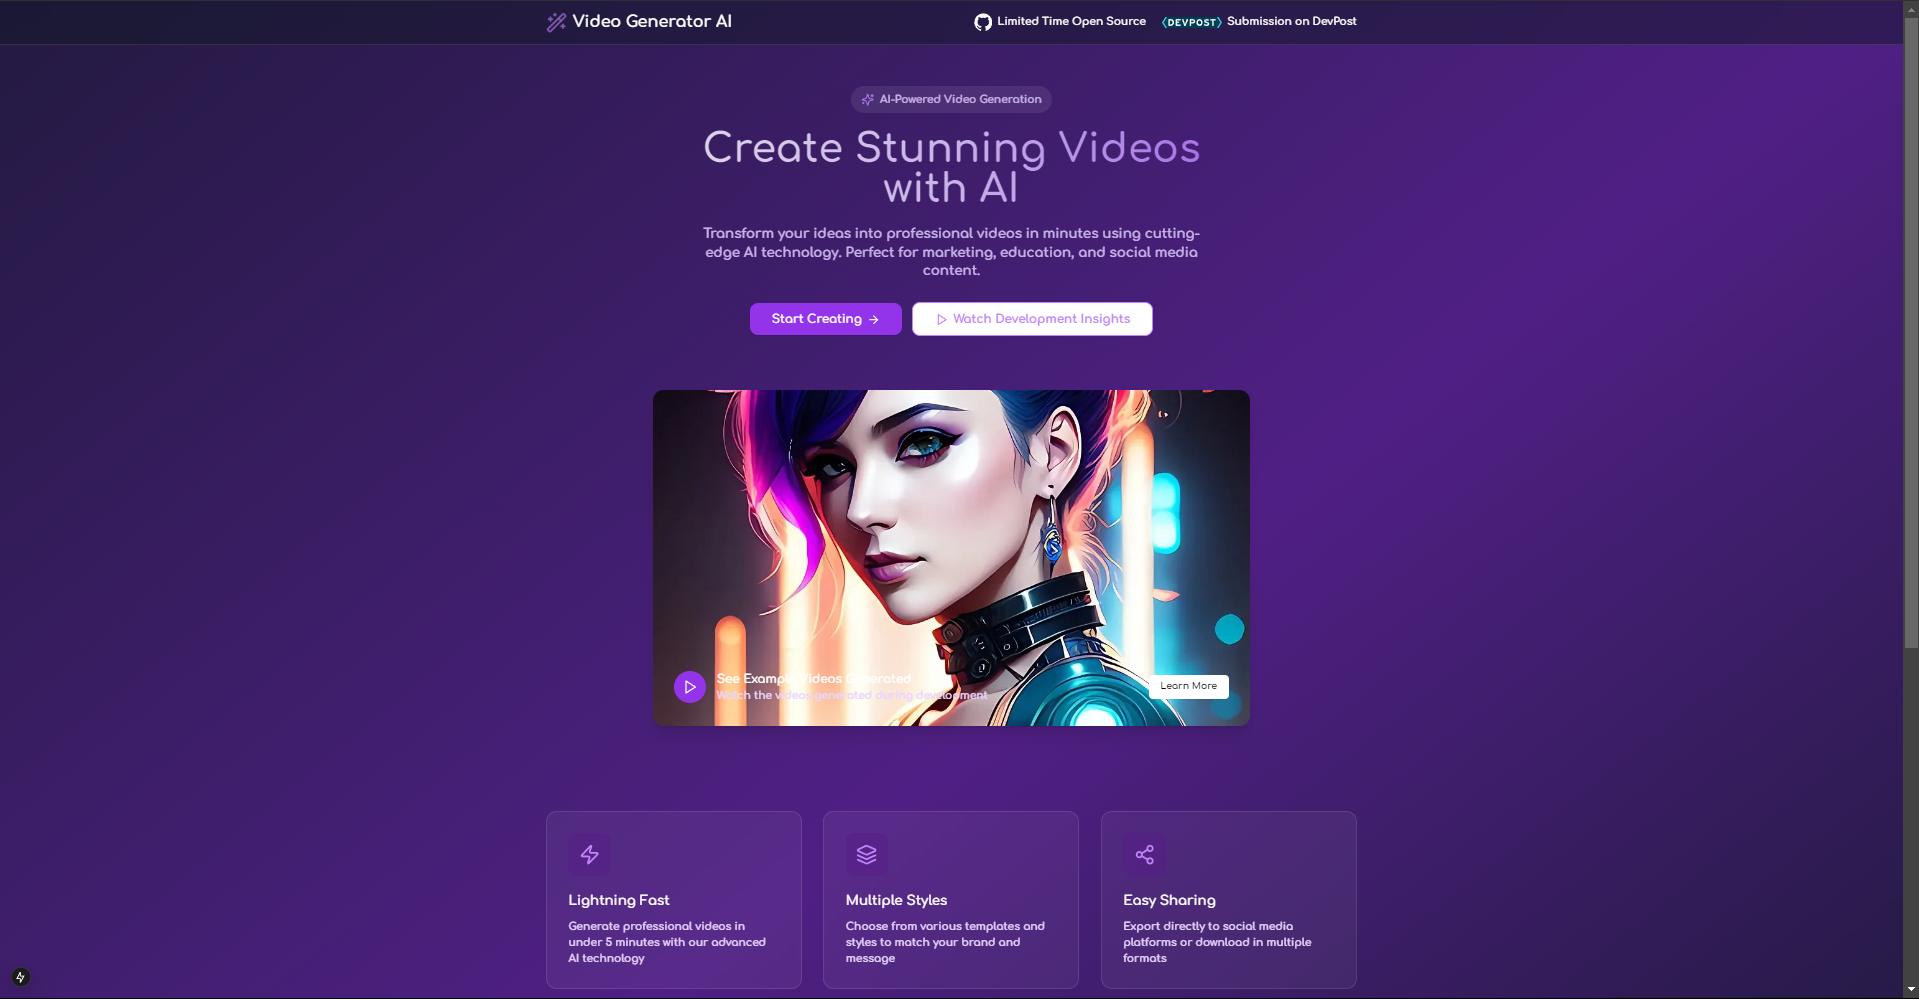 Video Generator AI
Limited Time Open Source
<DEVPOST> Submission on DevPost
AI-Powered Video Generation
Create Stunning Videos
with AI
Transform your ideas into professional videos in minutes using cutting-
edge AI technology. Perfect for marketing, education, and social media
content.
Start Creating →
Watch Development Insights
See Example Videos Generated
Watch the videos generated during development
Learn More
Lightning Fast
Generate professional videos in
under 5 minutes with our advanced
AI technology
Multiple Styles
Choose from various templates and
styles to match your brand and
message
Easy Sharing
Export directly to social media
platforms or download in multiple
formats